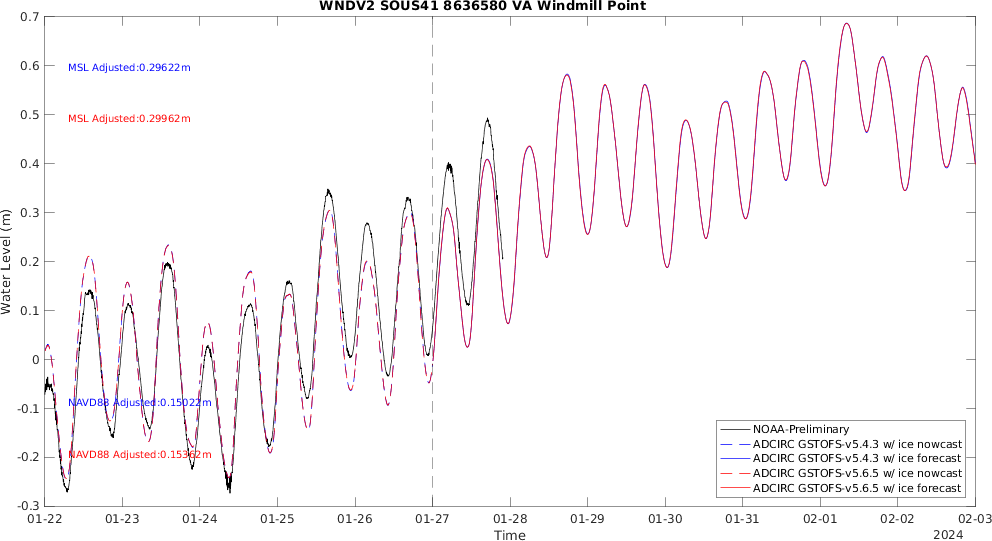 WNDV2 SOUS41 8636580 VA Windmill Point
0.7
0.6
0.5
0.4
0.3
0.2
0.1
0
-0.1
-0.2
-0.3
Water Level (m)
MSL Adjusted:0.29622m
MSL Adjusted:0.29962m
NAVD88 Adjusted:0.15022m
NAVD88 Adjusted:0.15362m
NOAA-Preliminary
ADCIRC GSTOFS-v5.4.3 w/ ice nowcast
ADCIRC GSTOFS-v5.4.3 w/ ice forecast
ADCIRC GSTOFS-v5.6.5 w/ ice nowcast
ADCIRC GSTOFS-v5.6.5 w/ ice forecast
01-22 01-23 01-24 01-25 01-26 01-27 01-28 01-29 01-30 01-31 02-01 02-02 02-03
Time
2024